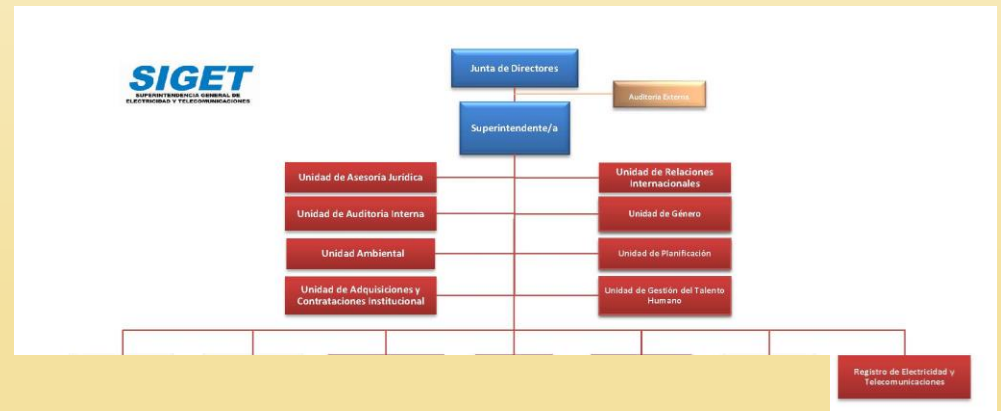 SIGET
SUPERINTENDENCIA GENERAL DE
ELECTRICIDAD Y TELECOMUNICACIONES
Junta de Directores
Auditoria Externa
Superintendente/a
Unidad de Asesoría Jurídica
Unidad de Relaciones
Internacionales
Unidad de Auditoria Interna
Unidad de Género
Unidad Ambiental
Unidad de Planificación
Unidad de Adquisiciones y
Contrataciones Institucional
Unidad de Gestión del Talento
Humano
Registro de Electricidad y
Telecomunicaciones